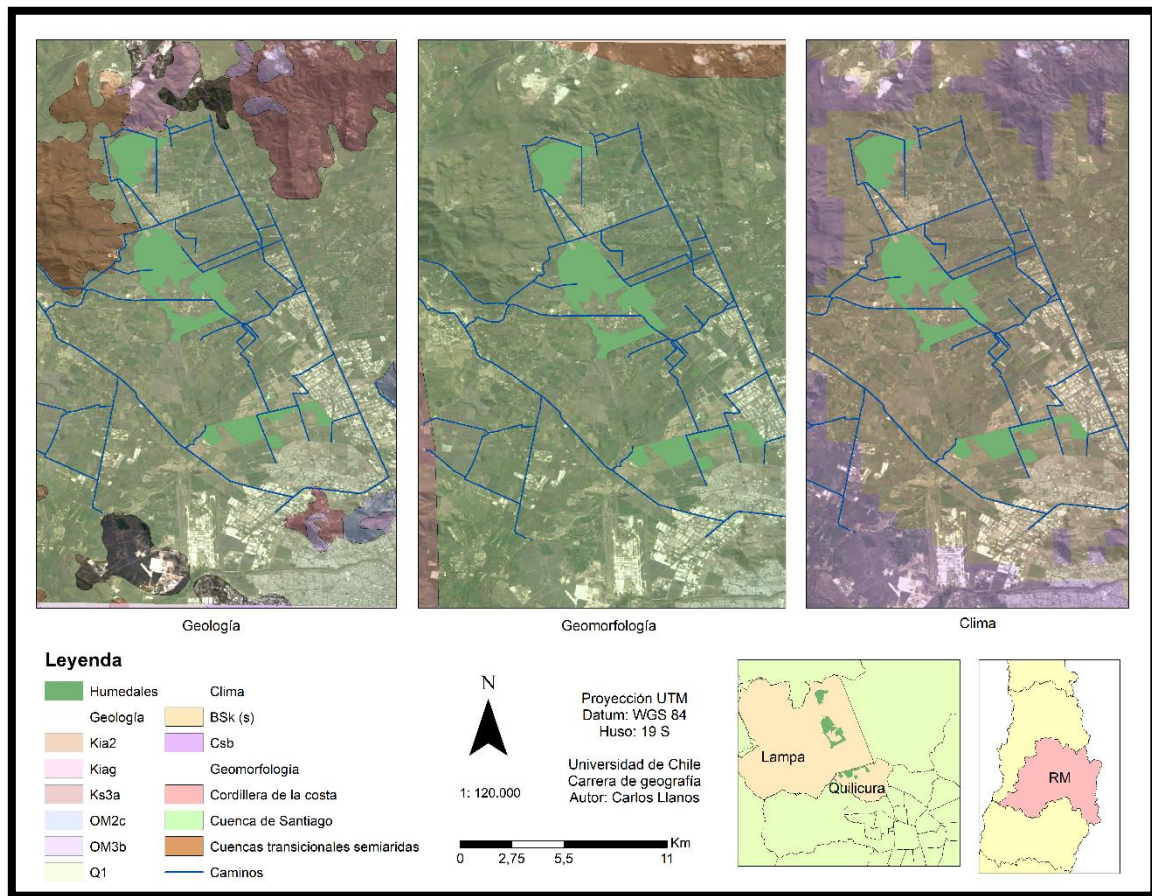 Geología
Geomorfología
Clima
Leyenda
Humedales
Geología
Kia2
Kiag
Ks3a
OM2c
OM3b
Q1
Clima
BSk (s)
Csb
Geomorfología
Cordillera de la costa
Cuenca de Santiago
Cuencas transicionales semiaridas
Caminos
N
1: 120.000
Proyección UTM
Datum: WGS 84
Huso: 19 S
Universidad de Chile
Carrera de geografía
Autor: Carlos Llanos
Km
0 2,75 5,5 11
Lampa
Quilicura
RM